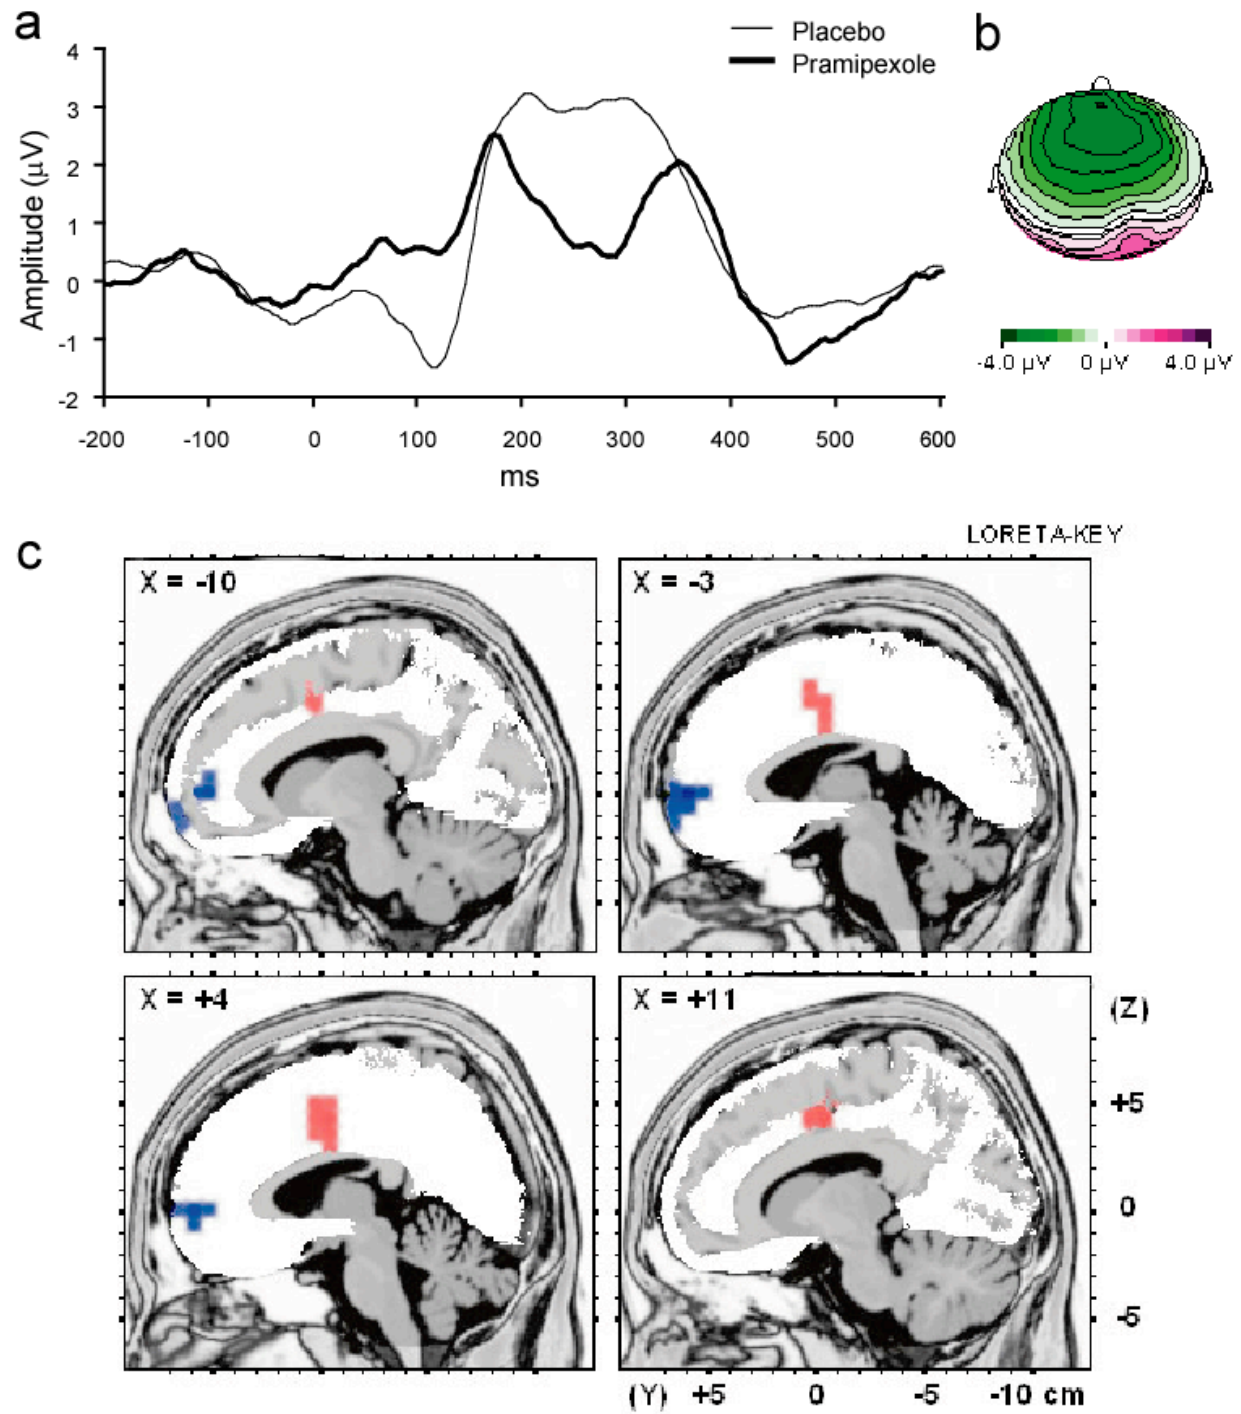 a
Placebo
Pramipexole
4
3
2
1
0
-1
-2
Amplitude (µV)
-200 -100 0 100 200 300 400 500 600
ms
b
-4.0 µV 0 µV 4.0 µV
c
LORETA-KEY
X = -10
X = -3
X = +4
X = +11
(Z)
+5
0
-5
(Y) +5 0 -5 -10 cm